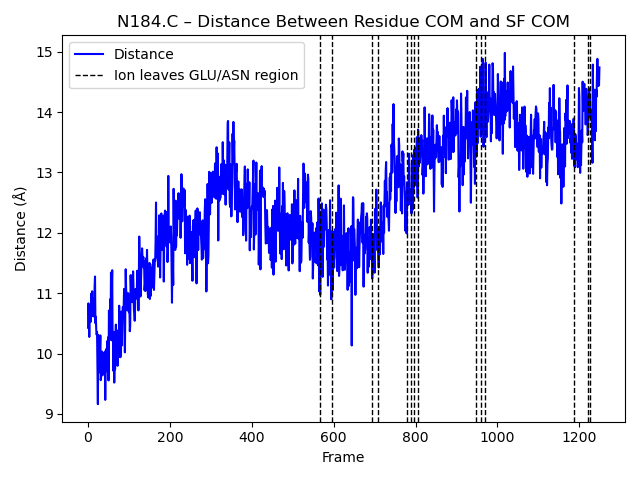 N184.C – Distance Between Residue COM and SF COM
Distance
Ion leaves GLU/ASN region
15
14
13
12
11
10
9
Distance (Å)
0 200 400 600 800 1000 1200
Frame